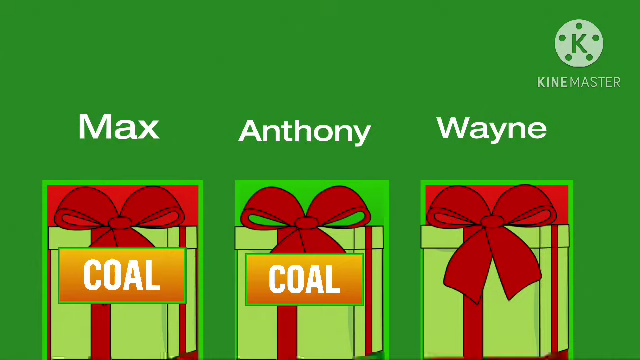 K
KINEMASTER
Max
Anthony
Wayne
COAL
COAL